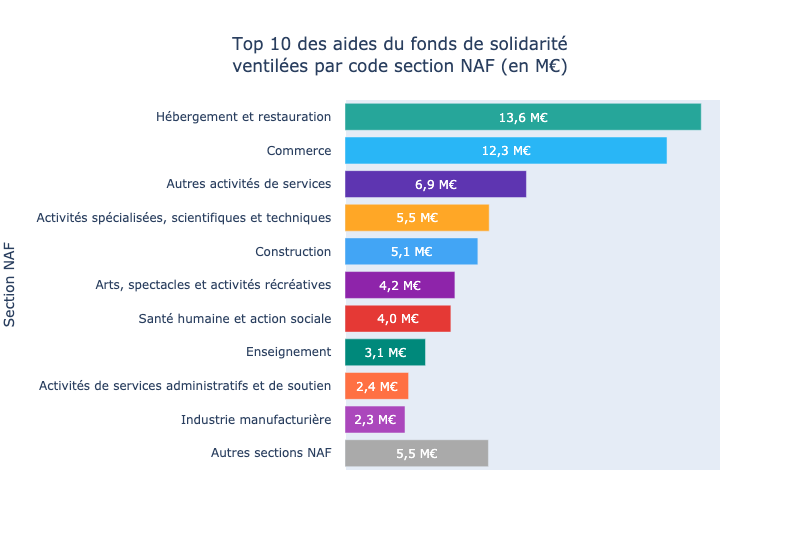 Top 10 des aides du fonds de solidarité
ventilées par code section NAF (en M€)
Section NAF
Hébergement et restauration 13,6 M€
Commerce 12,3 M€
Autres activités de services 6,9 M€
Activités spécialisées, scientifiques et techniques 5,5 M€
Construction 5,1 M€
Arts, spectacles et activités récréatives 4,2 M€
Santé humaine et action sociale 4,0 M€
Enseignement 3,1 M€
Activités de services administratifs et de soutien 2,4 M€
Industrie manufacturière 2,3 M€
Autres sections NAF 5,5 M€